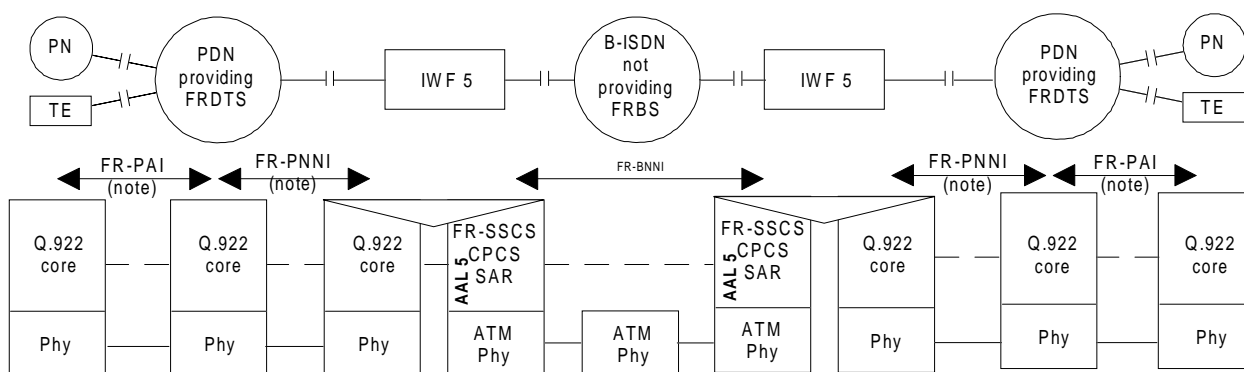 PN
TE
PDN
providing
FRDTS
IWF 5
B-ISDN
not
providing
FRBS
IWF 5
PDN
providing
FRDTS
PN
TE
FR-PAI
(note)
FR-PNNI
(note)
FR-BNNI
FR-PNNI
(note)
FR-PAI
(note)
Q.922
core
Phy
Q.922
core
Phy
Q.922
core
Phy
FR-SSCS
CPCS
SAR
AAL 5
ATM
Phy
ATM
Phy
FR-SSCS
CPCS
SAR
AAL 5
ATM
Phy
Q.922
core
Phy
Q.922
core
Phy
Q.922
core
Phy